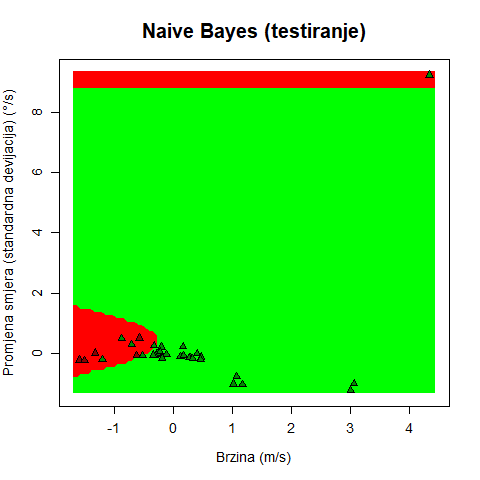 Naive Bayes (testiranje)
Promjena smjera (standardna devijacija) (°/s)
8
6
4
2
0
-1 0 1 2 3 4
Brzina (m/s)